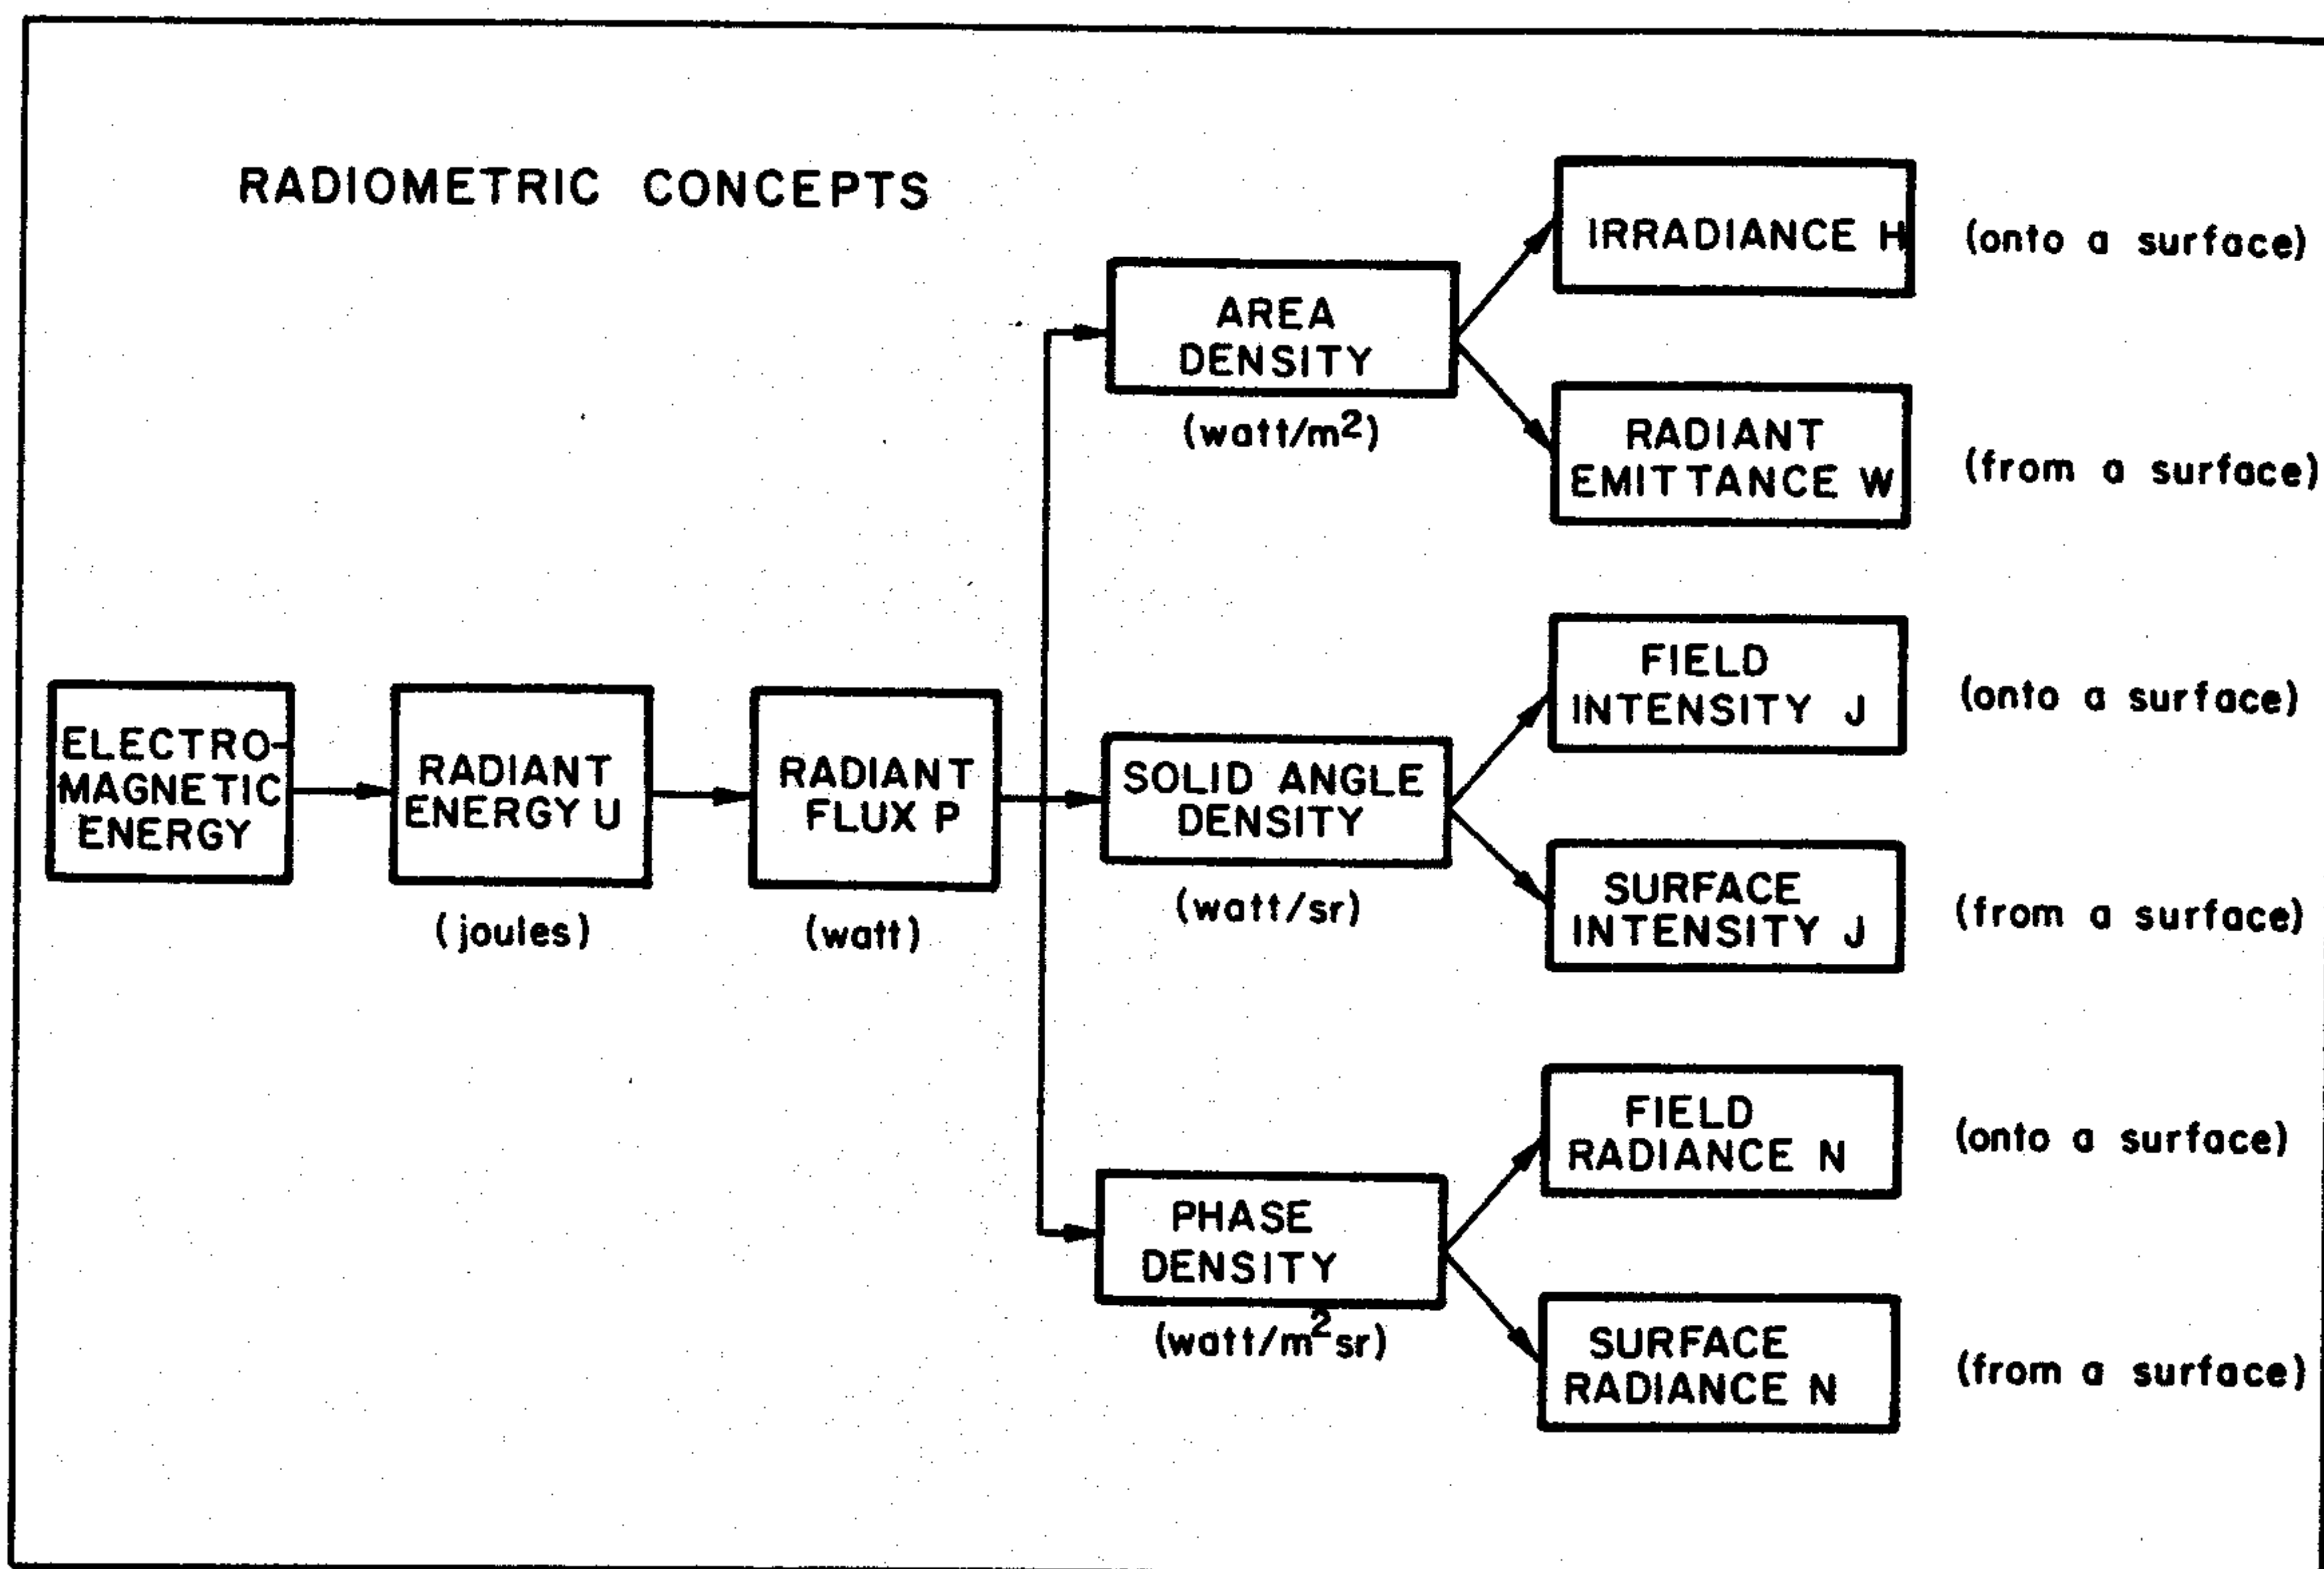 RADIOMETRIC CONCEPTS
ELECTRO-
MAGNETIC
ENERGY
RADIANT
ENERGY U
(joules)
RADIANT
FLUX P
(watt)
AREA
DENSITY
(watt/m²)
IRRADIANCE H
(onto a surface)
RADIANT
EMITTANCE W
(from a surface)
SOLID ANGLE
DENSITY
(watt/sr)
FIELD
INTENSITY J
(onto a surface)
SURFACE
INTENSITY J
(from a surface)
PHASE
DENSITY
(watt/m²sr)
FIELD
RADIANCE N
(onto a surface)
SURFACE
RADIANCE N
(from a surface)